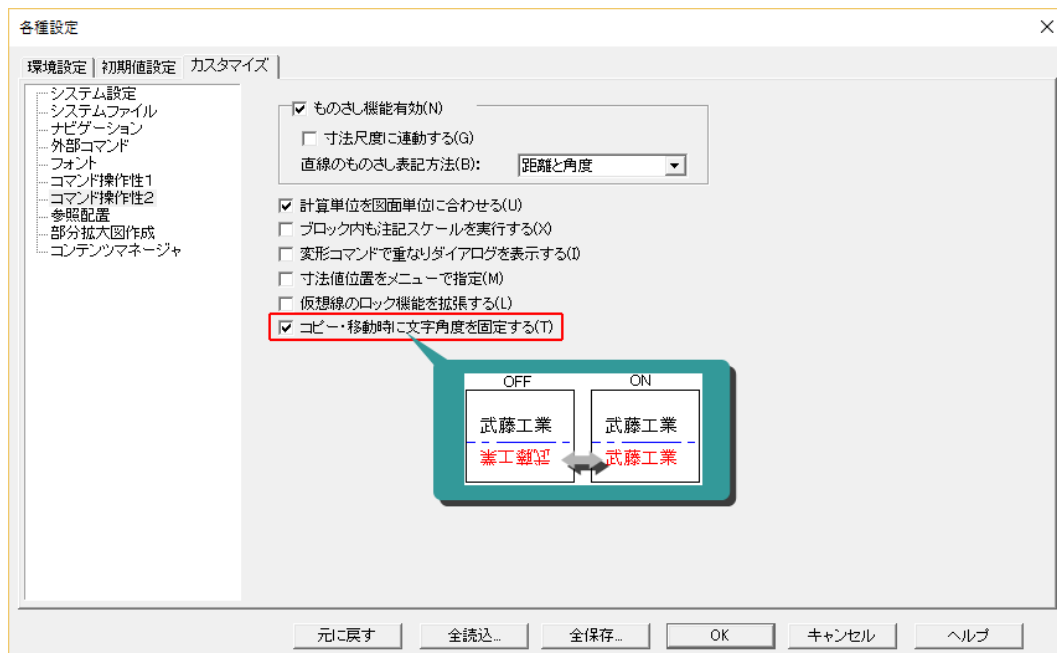 各種設定
環境設定 初期値設定 カスタマイズ
システム設定
システムファイル
ナビゲーション
外部コマンド
フォント
コマンド操作性1
コマンド操作性2
参照配置
部分拡大図作成
コンテンツマネージャ
ものさし機能有効(N)
寸法尺度に連動する(G)
直線のものさし表記方法(B): 距離と角度
計算単位を図面単位に合わせる(U)
ブロック内も注記スケールを実行する(X)
変形コマンドで重なりダイアログを表示する(I)
寸法値位置をメニューで指定(M)
仮想線のロック機能を拡張する(L)
コピー・移動時に文字角度を固定する(T)
OFF ON
武藤工業 武藤工業
武藤工業 武藤工業
元に戻す 全読込... 全保存... OK キャンセル ヘルプ